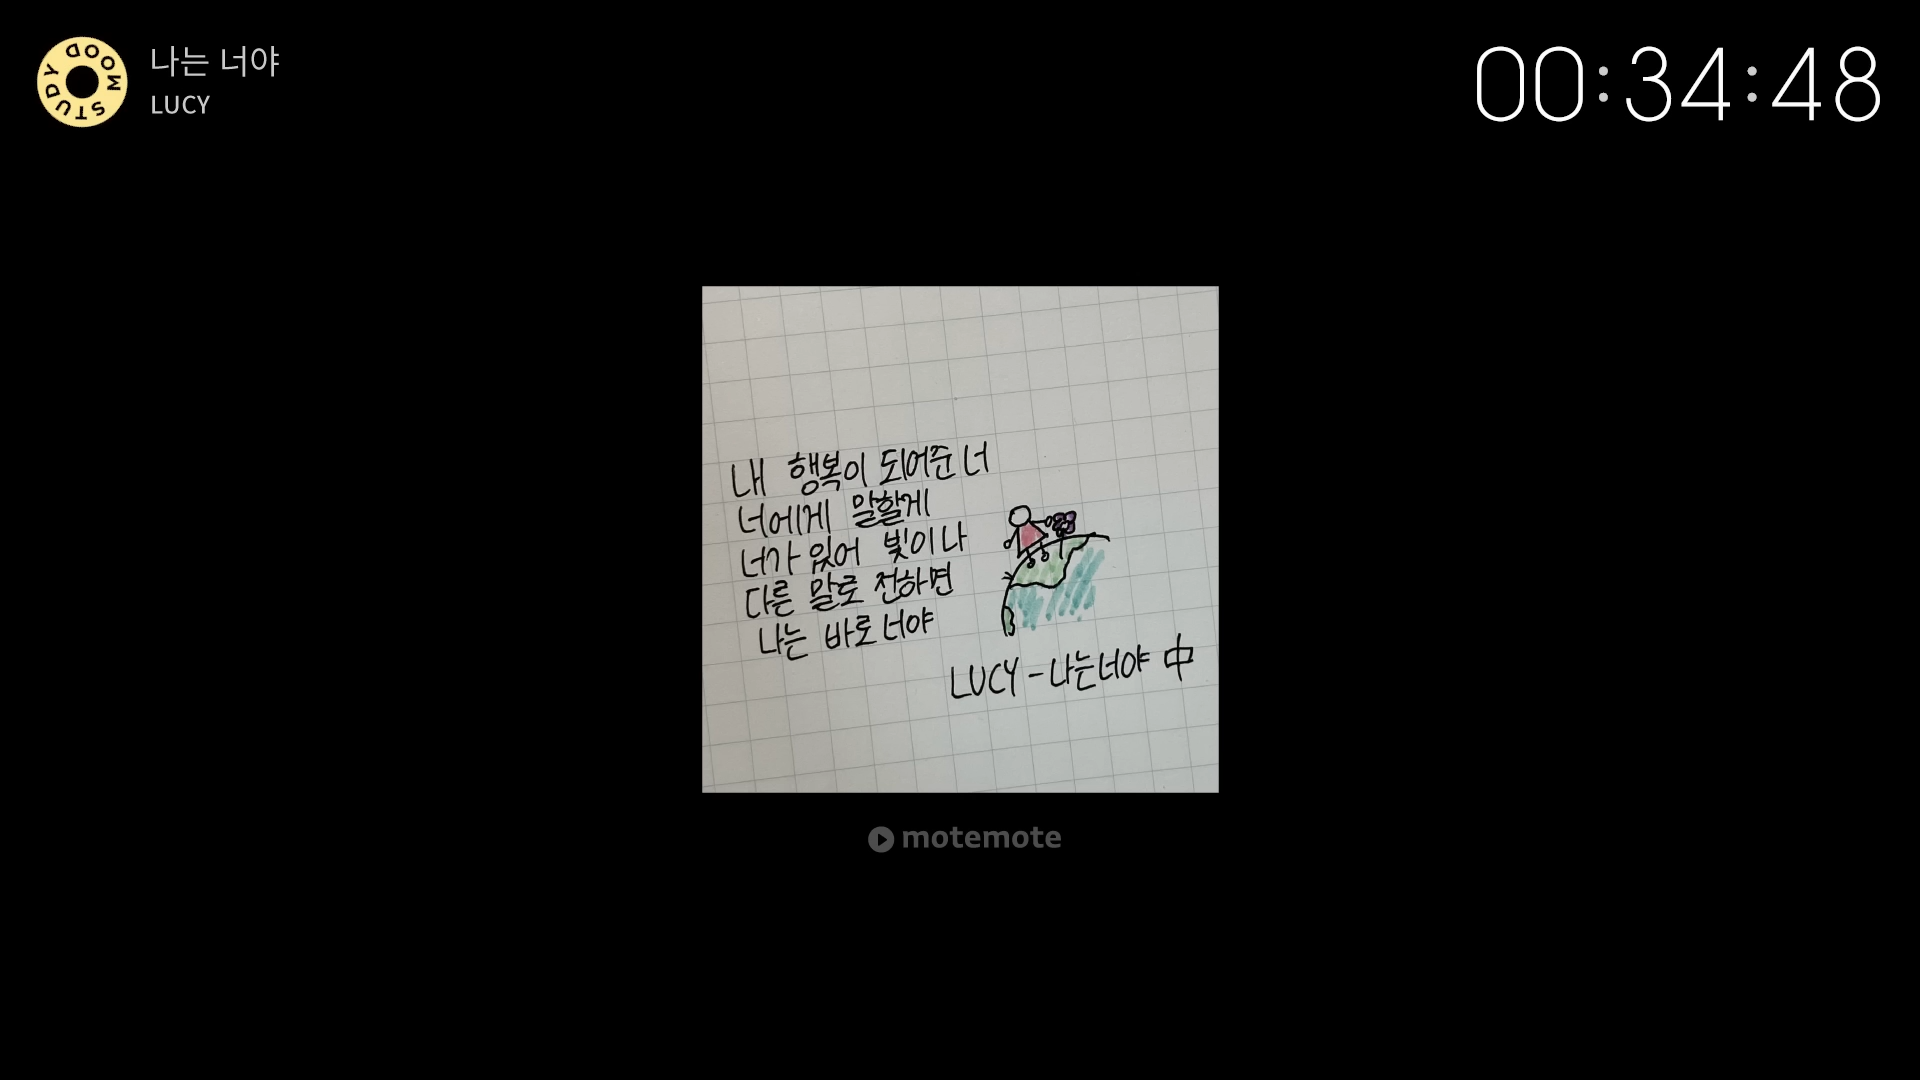 STUDY MOOD
나는 너야
LUCY
00:34:48
내 행복이 되어준 너
너에게 말할게
너가 있어 빛이 나
다른 말로 전하면
나는 바로 너야
LUCY - 나는 너야 中
motemote